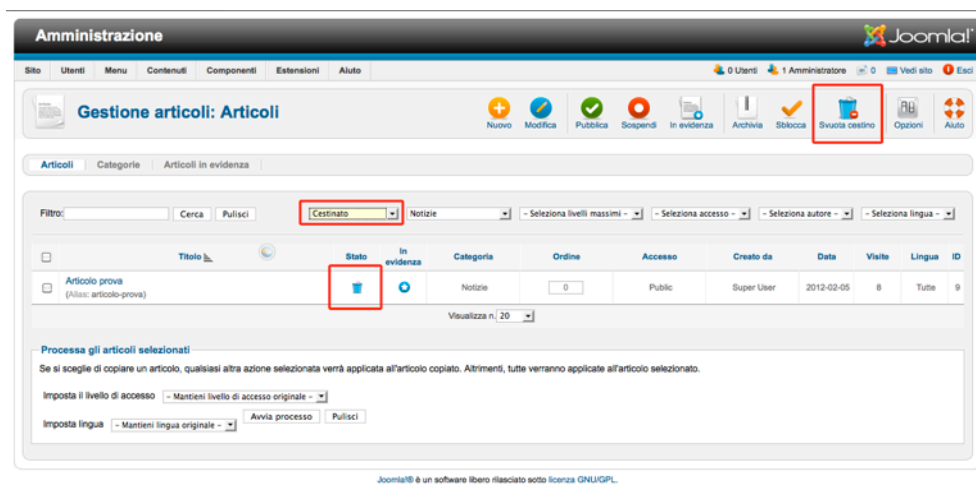 Amministrazione
Joomla!
Sito Utenti Menu Contenuti Componenti Estensioni Aiuto 0 Utenti 1 Amministratore 0 Vedi sito Esci
Gestione articoli: Articoli
Nuovo Modifica Pubblica Sospendi In evidenza Archivia Sblocca Svuota cestino Opzioni Aiuto
Articoli Categorie Articoli in evidenza
Filtro: Cerca Pulisci Cestinato Notizie - Seleziona livelli massimi - - Seleziona accesso - - Seleziona autore - - Seleziona lingua -
Titolo Stato In evidenza Categoria Ordine Accesso Creato da Data Visite Lingua ID
Articolo prova
(Alias: articolo-prova)
Notizie 0 Public Super User 2012-02-05 8 Tutte 9
Visualizza n. 20
Processa gli articoli selezionati
Se si sceglie di copiare un articolo, qualsiasi altra azione selezionata verrà applicata all'articolo copiato. Altrimenti, tutte verranno applicate all'articolo selezionato.
Imposta il livello di accesso - Mantieni livello di accesso originale -
Imposta lingua - Mantieni lingua originale - Avvia processo Pulisci
Joomla!® è un software libero rilasciato sotto licenza GNU/GPL.